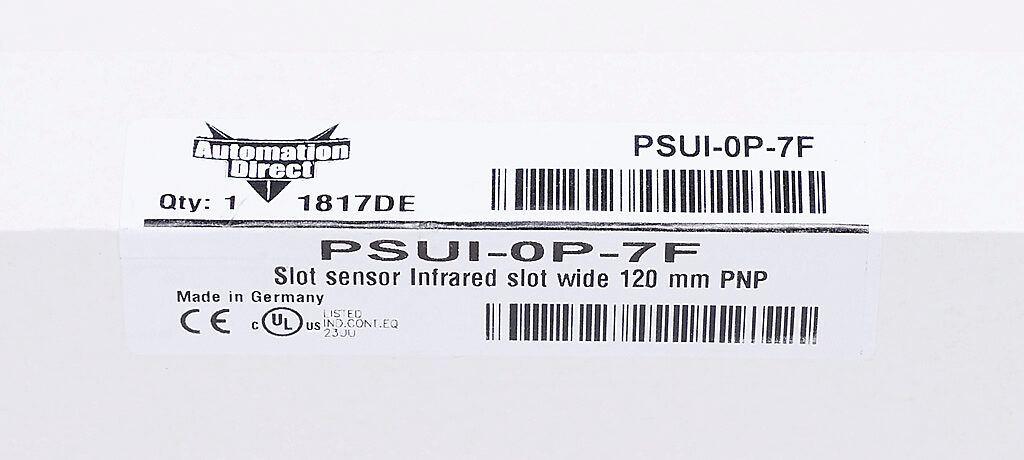 Automation
Direct
PSUI-0P-7F
Qty: 1 1817DE
PSUI-0P-7F
Slot sensor Infrared slot wide 120 mm PNP
Made in Germany
CE C UL US LISTED
IND.CONT.EQ
23UU